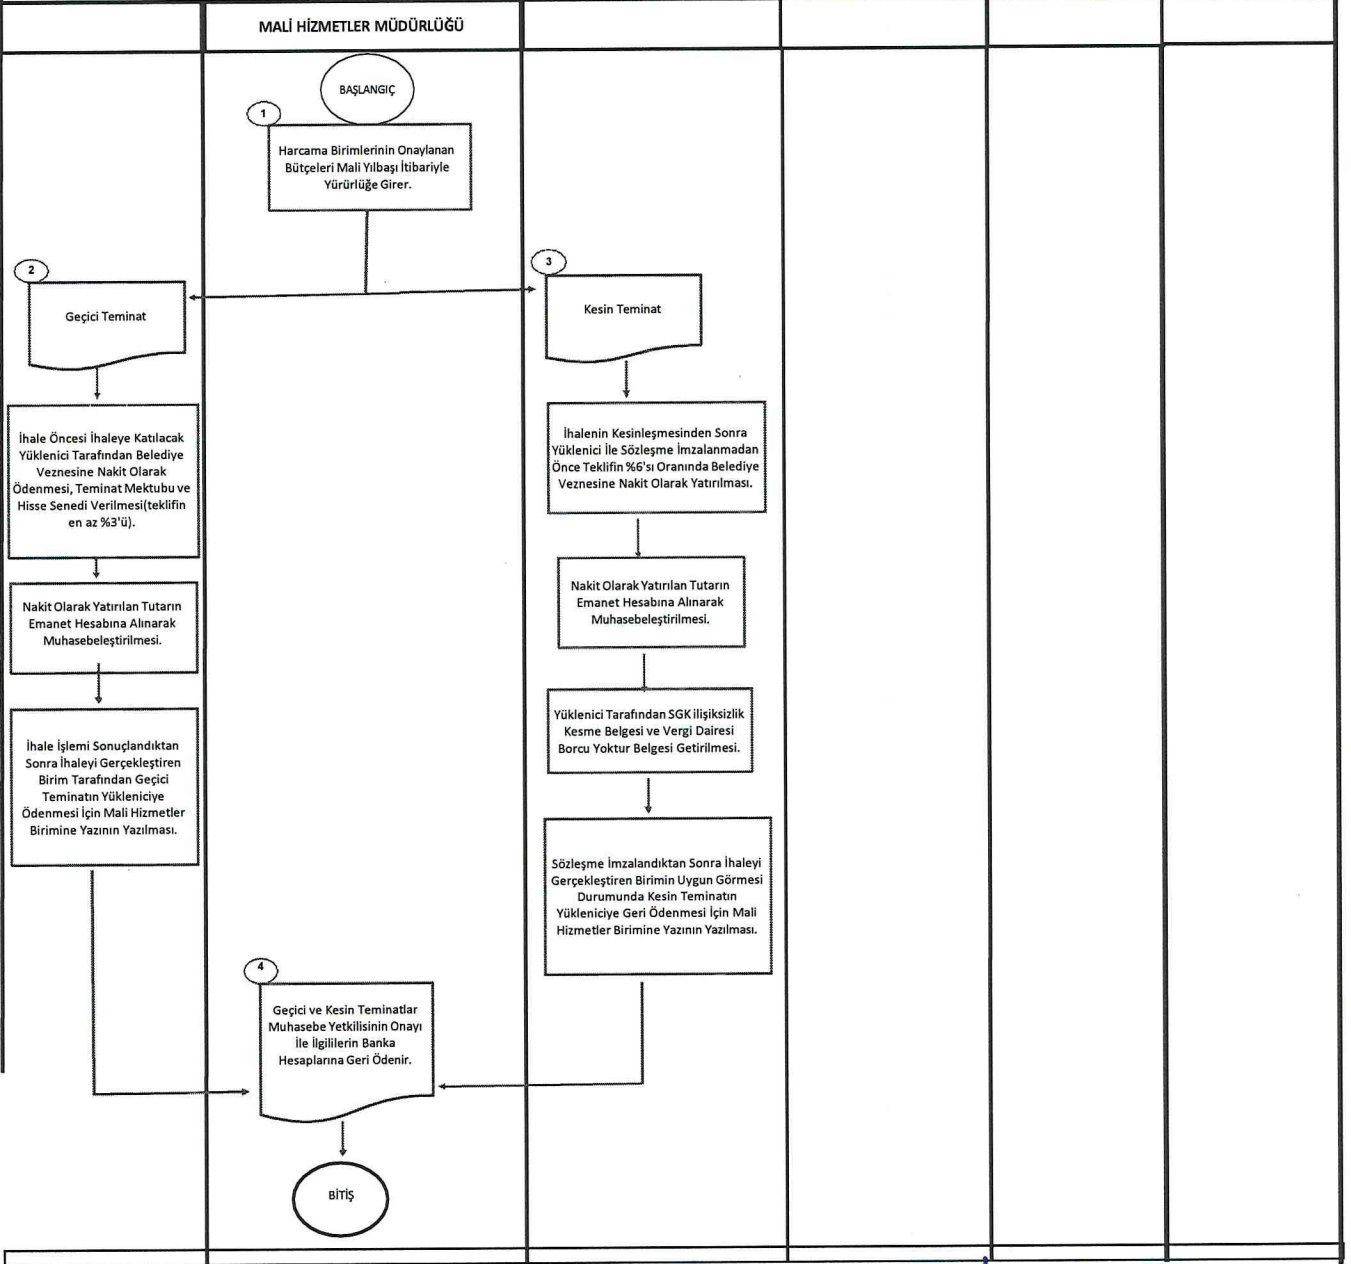 MALİ HİZMETLER MÜDÜRLÜĞÜ
BAŞLANGIÇ
1
Harcama Birimlerinin Onaylanan
Bütçeleri Mali Yılbaşı İtibariyle
Yürürlüğe Girer.
2
Geçici Teminat
İhale Öncesi İhaleye Katılacak
Yüklenici Tarafından Belediye
Veznesine Nakit Olarak
Ödenmesi, Teminat Mektubu ve
Hisse Senedi Verilmesi(teklifin
en az %3'ü).
Nakit Olarak Yatırılan Tutarın
Emanet Hesabına Alınarak
Muhasebeleştirilmesi.
İhale İşlemi Sonuçlandıktan
Sonra İhaleyi Gerçekleştiren
Birim Tarafından Geçici
Teminatın Yükleniciye
Ödenmesi İçin Mali Hizmetler
Birimine Yazının Yazılması.
3
Kesin Teminat
İhalenin Kesinleşmesinden Sonra
Yüklenici İle Sözleşme İmzalanmadan
Önce Teklifin %6'sı Oranında Belediye
Veznesine Nakit Olarak Yatırılması.
Nakit Olarak Yatırılan Tutarın
Emanet Hesabına Alınarak
Muhasebeleştirilmesi.
Yüklenici Tarafından SGK ilişiksizlik
Kesme Belgesi ve Vergi Dairesi
Borcu Yoktur Belgesi Getirilmesi.
Sözleşme İmzalandıktan Sonra İhaleyi
Gerçekleştiren Birimin Uygun Görmesi
Durumunda Kesin Teminatın
Yükleniciye Geri Ödenmesi İçin Mali
Hizmetler Birimine Yazının Yazılması.
4
Geçici ve Kesin Teminatlar
Muhasebe Yetkilisinin Onayı
İle İlgililerin Banka
Hesaplarına Geri Ödenir.
BİTİŞ